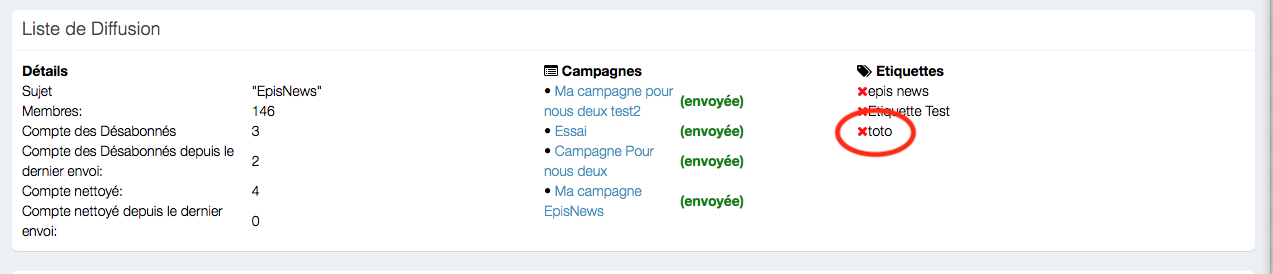 Liste de Diffusion
Détails
Sujet "EpisNews"
Membres: 146
Compte des Désabonnés 3
Compte des Désabonnés depuis le
dernier envoi: 2
Compte nettoyé: 4
Compte nettoyé depuis le dernier
envoi: 0
Campagnes
• Ma campagne pour
nous deux test2 (envoyée)
• Essai (envoyée)
• Campagne Pour
nous deux (envoyée)
• Ma campagne
EpisNews (envoyée)
Etiquettes
epis news
Etiquette Test
toto